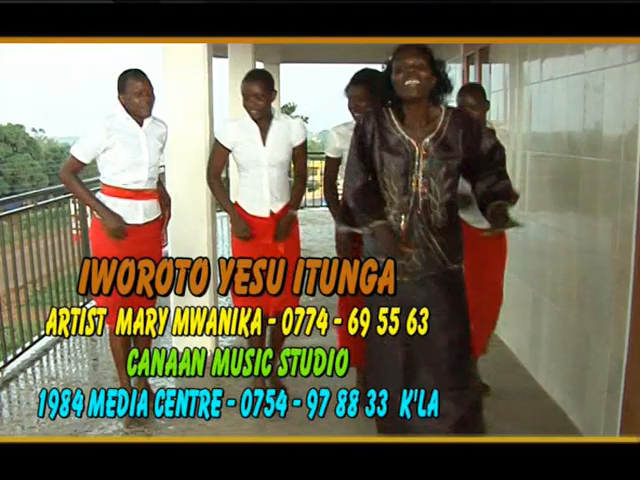 IWOROTO YESU ITUNGA
ARTIST MARY MWANIKA - 0774 - 69 55 63
CANAAN MUSIC STUDIO
1984 MEDIA CENTRE - 0754 - 97 88 33 K'LA